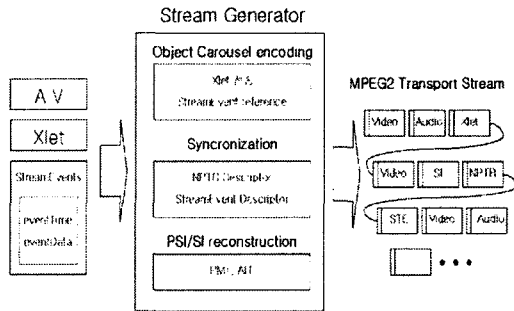 Stream Generator
Object Carousel encoding
Xlet
StreamEvent reference
MPEG2 Transport Stream
A/V
Video
Audio
Xlet
Xlet
Syncronization
Stream Events
NPTR Descriptor
StreamEvent Descriptor
Video
SI
NPTR
eventTime
eventData
STE
Video
Audio
PSI/SI reconstruction
PMT, AIT